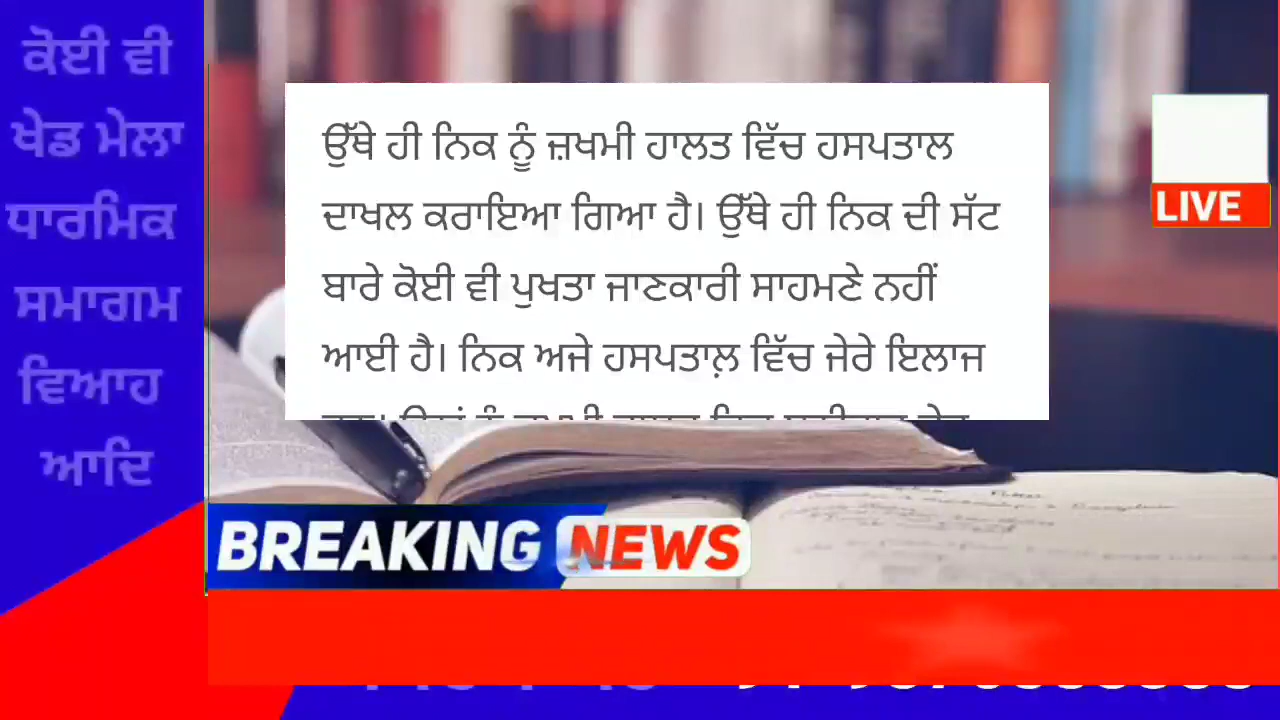 ਕੋਈ ਵੀ
ਖੇਡ ਮੇਲਾ
ਧਾਰਮਿਕ
ਸਮਾਗਮ
ਵਿਆਹ
ਆਦਿ
ਉੱਥੇ ਹੀ ਨਿਕ ਨੂੰ ਜ਼ਖਮੀ ਹਾਲਤ ਵਿੱਚ ਹਸਪਤਾਲ
ਦਾਖਲ ਕਰਾਇਆ ਗਿਆ ਹੈ। ਉੱਥੇ ਹੀ ਨਿਕ ਦੀ ਸੱਟ
ਬਾਰੇ ਕੋਈ ਵੀ ਪੁਖਤਾ ਜਾਣਕਾਰੀ ਸਾਹਮਣੇ ਨਹੀਂ
ਆਈ ਹੈ। ਨਿਕ ਅਜੇ ਹਸਪਤਾਲ਼ ਵਿੱਚ ਜੇਰੇ ਇਲਾਜ
LIVE
BREAKING NEWS